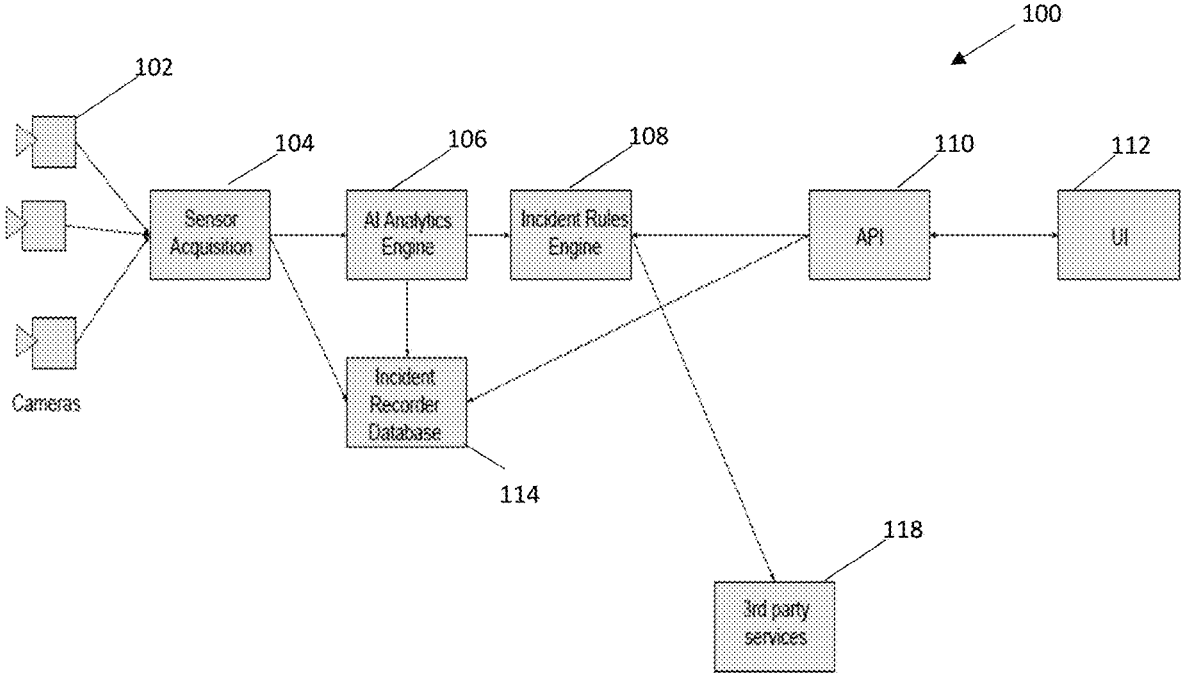 100
102
104
106
108
110
112
Sensor
Acquisition
AI Analytics
Engine
Incident Rules
Engine
API
UI
Incident
Recorder
Database
Cameras
114
118
3rd party
services